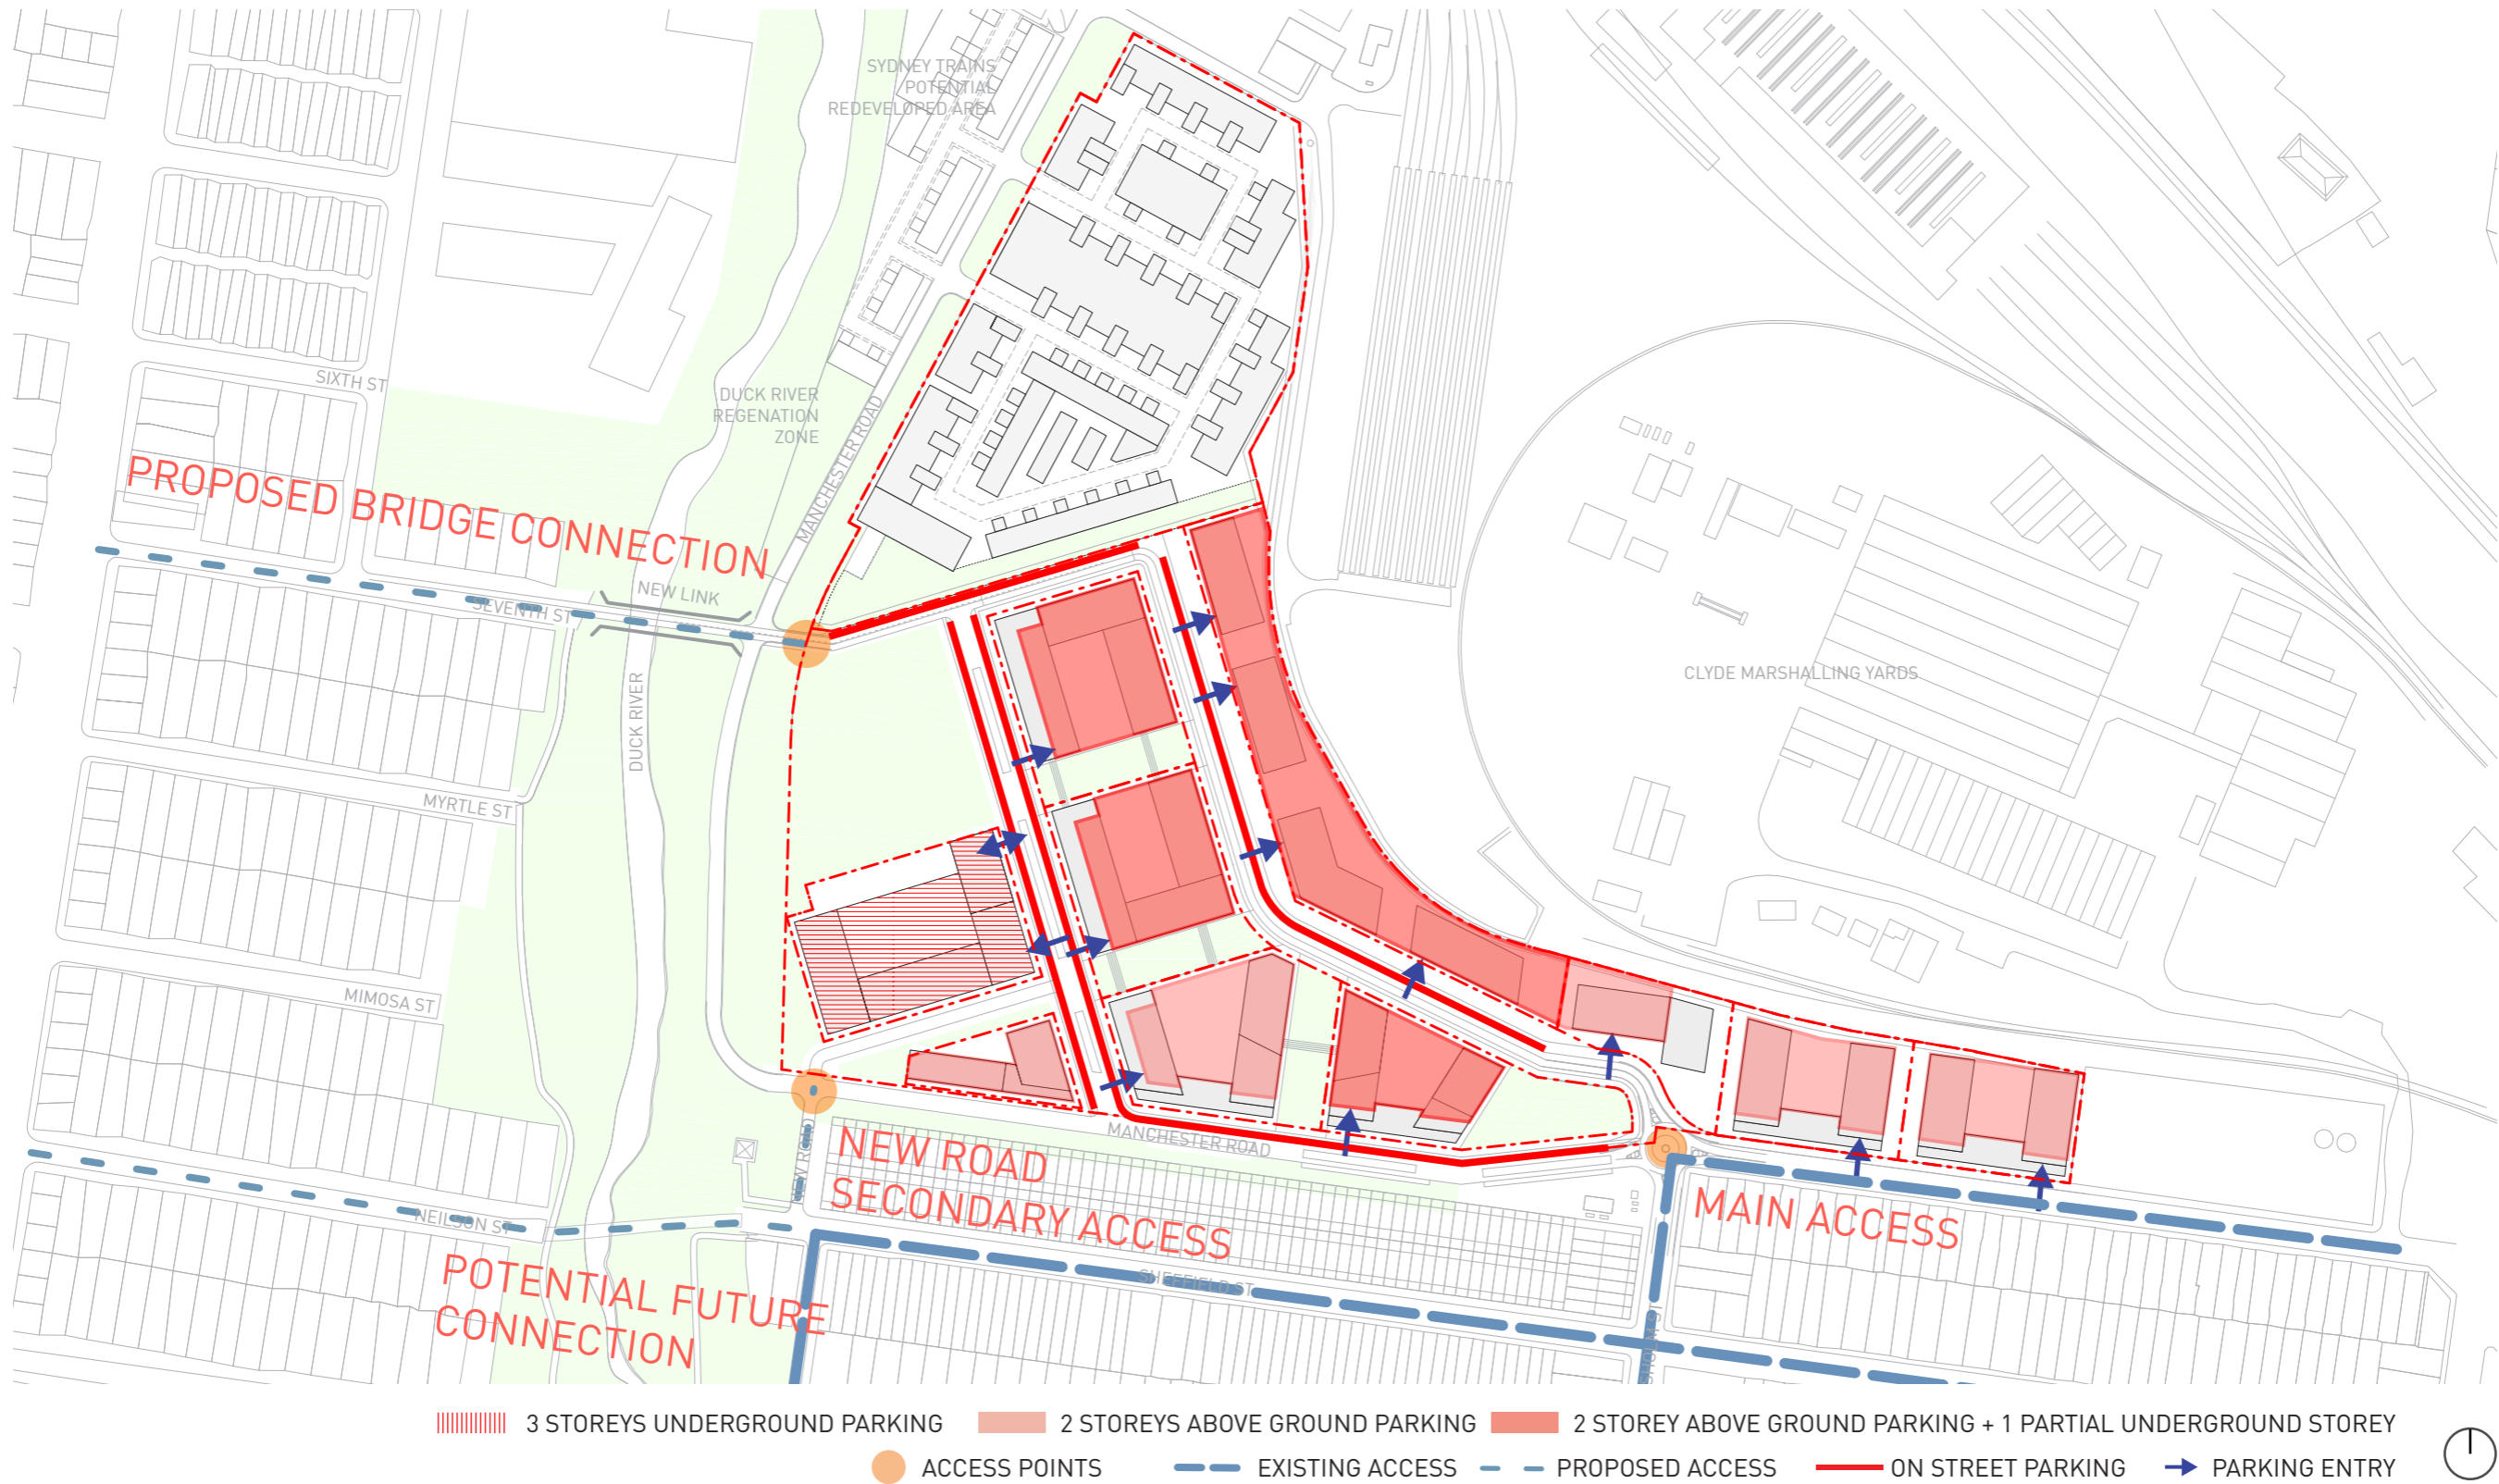 SYDNEY TRAINS
POTENTIAL
REDEVELOPED AREA
SIXTH ST
DUCK RIVER
REGENATION
ZONE
MANCHESTER ROAD
PROPOSED BRIDGE CONNECTION
NEW LINK
SEVENTH ST
DUCK RIVER
CLYDE MARSHALLING YARDS
MYRTLE ST
MIMOSA ST
MANCHESTER ROAD
NEW ROAD
NEW ROAD
SECONDARY ACCESS
MAIN ACCESS
NEILSON ST
SHEFFIELD ST
POTENTIAL FUTURE
CONNECTION
3 STOREYS UNDERGROUND PARKING
2 STOREYS ABOVE GROUND PARKING
2 STOREY ABOVE GROUND PARKING + 1 PARTIAL UNDERGROUND STOREY
ACCESS POINTS
EXISTING ACCESS
PROPOSED ACCESS
ON STREET PARKING
PARKING ENTRY